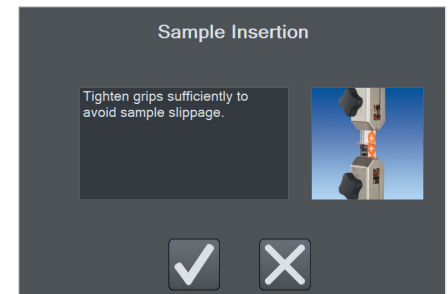 Sample Insertion
Tighten grips sufficiently to
avoid sample slippage.